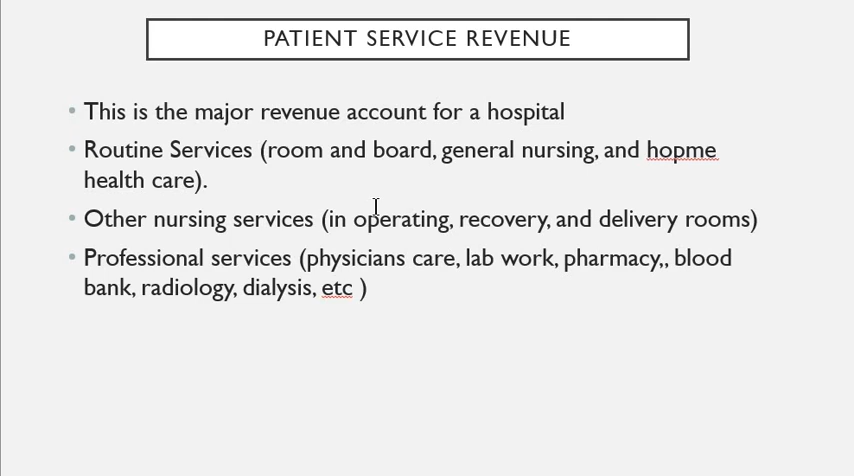 PATIENT SERVICE REVENUE
• This is the major revenue account for a hospital
• Routine Services (room and board, general nursing, and hopme
health care).
• Other nursing services (in operating, recovery, and delivery rooms)
• Professional services (physicians care, lab work, pharmacy,, blood
bank, radiology, dialysis, etc )